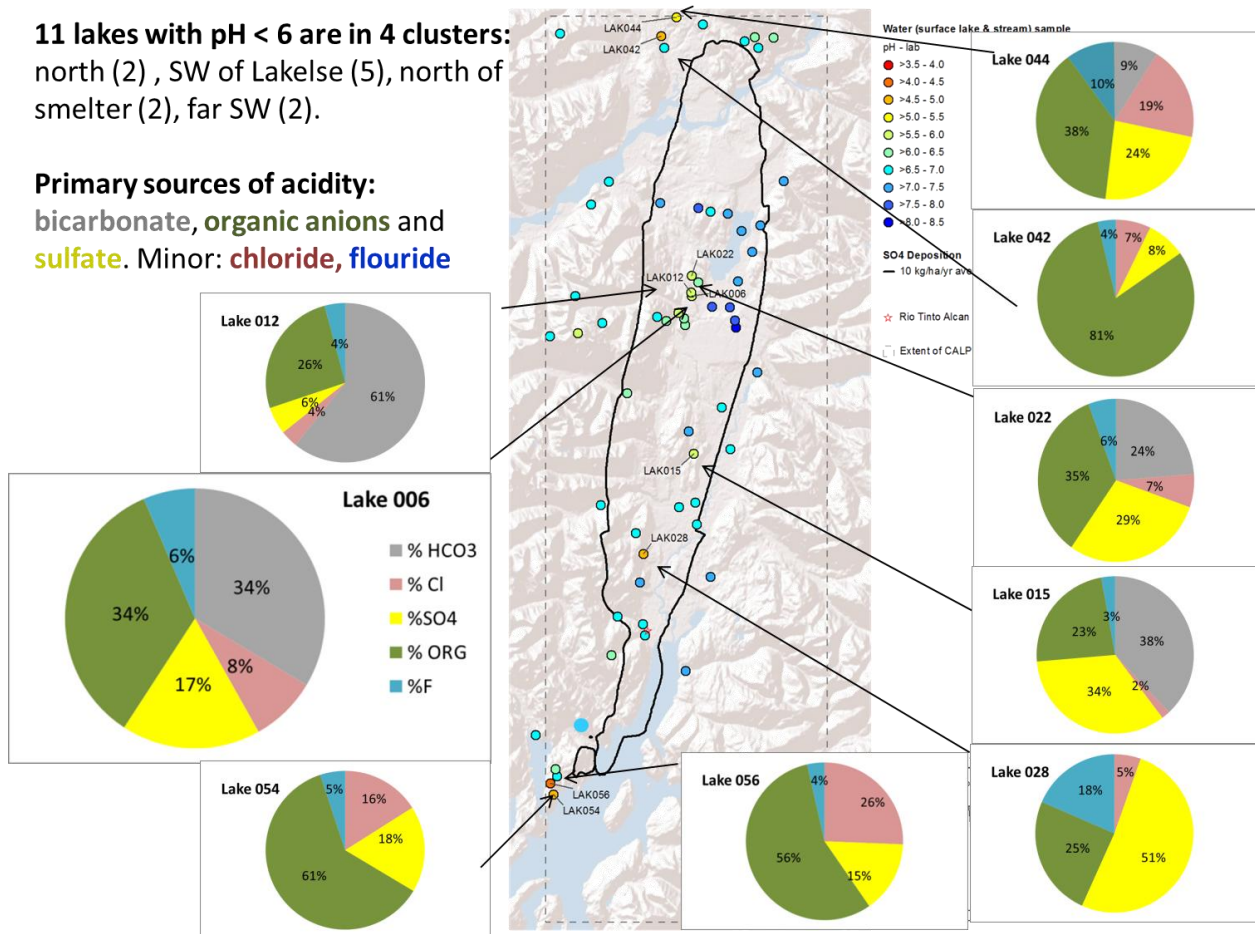 11 lakes with pH < 6 are in 4 clusters:
north (2) , SW of Lakelse (5), north of
smelter (2), far SW (2).
Primary sources of acidity:
bicarbonate, organic anions and
sulfate. Minor: chloride, flouride
Lake 012
4%
26%
61%
6%
4%
Lake 006
6%
34%
34%
8%
17%
% HCO3
% Cl
%SO4
% ORG
%F
Lake 054
5%
16%
18%
61%
LAK044
LAK042
LAK022
LAK012
LAK006
LAK015
LAK028
LAK056
LAK054
Water (surface lake & stream) sample
pH - lab
>3.5 - 4.0
>4.0 - 4.5
>4.5 - 5.0
>5.0 - 5.5
>5.5 - 6.0
>6.0 - 6.5
>6.5 - 7.0
>7.0 - 7.5
>7.5 - 8.0
>8.0 - 8.5
SO4 Deposition
10 kg/ha/yr ave
Rio Tinto Alcan
Extent of CALP
Lake 044
9%
10%
19%
38%
24%
Lake 042
4%
7%
8%
81%
Lake 022
6%
24%
35%
7%
29%
Lake 015
3%
38%
23%
2%
34%
Lake 056
4%
26%
56%
15%
Lake 028
5%
18%
25%
51%